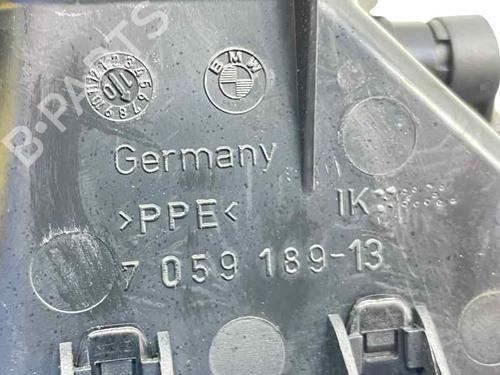 BMW
Germany
>PPE< IK
7 059 189-13
B-PARTS